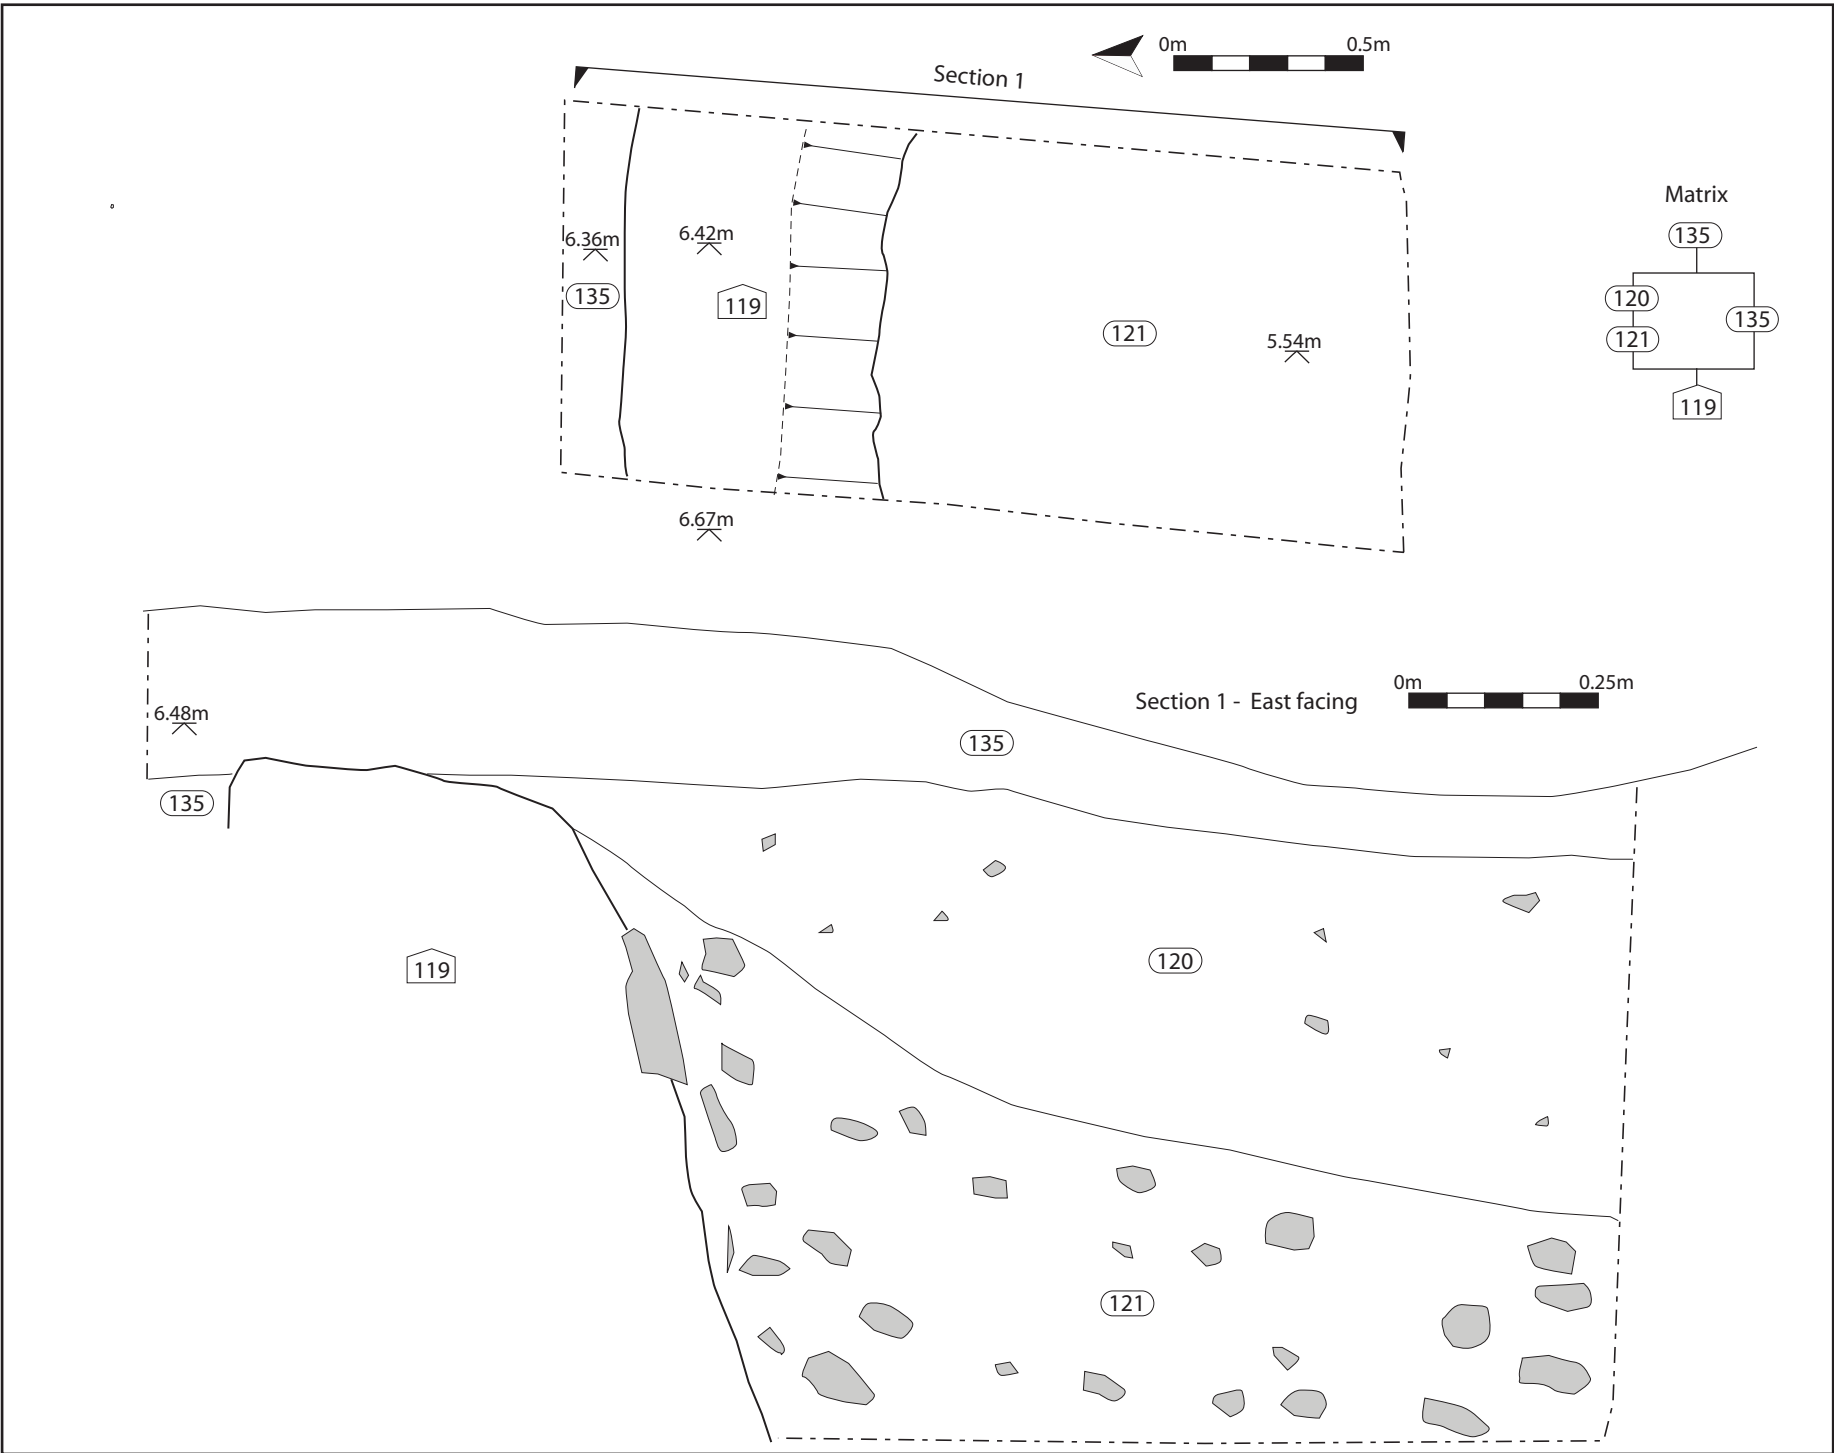 0m 0.5m
Section 1
Matrix
135
6.36m 6.42m
135 119
120
135
121
121 5.54m
119
6.67m
0m 0.25m
Section 1 - East facing
6.48m
135
135
120
119
121